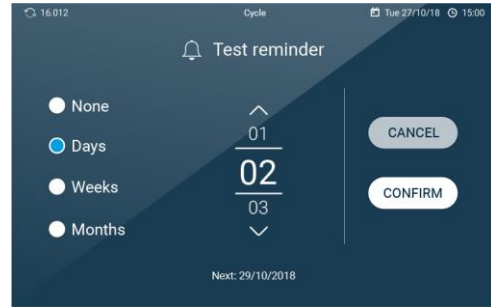 16.012 Cycle Tue 27/10/18 15:00
Test reminder
None
Days
Weeks
Months
01
02
03
CANCEL
CONFIRM
Next: 29/10/2018